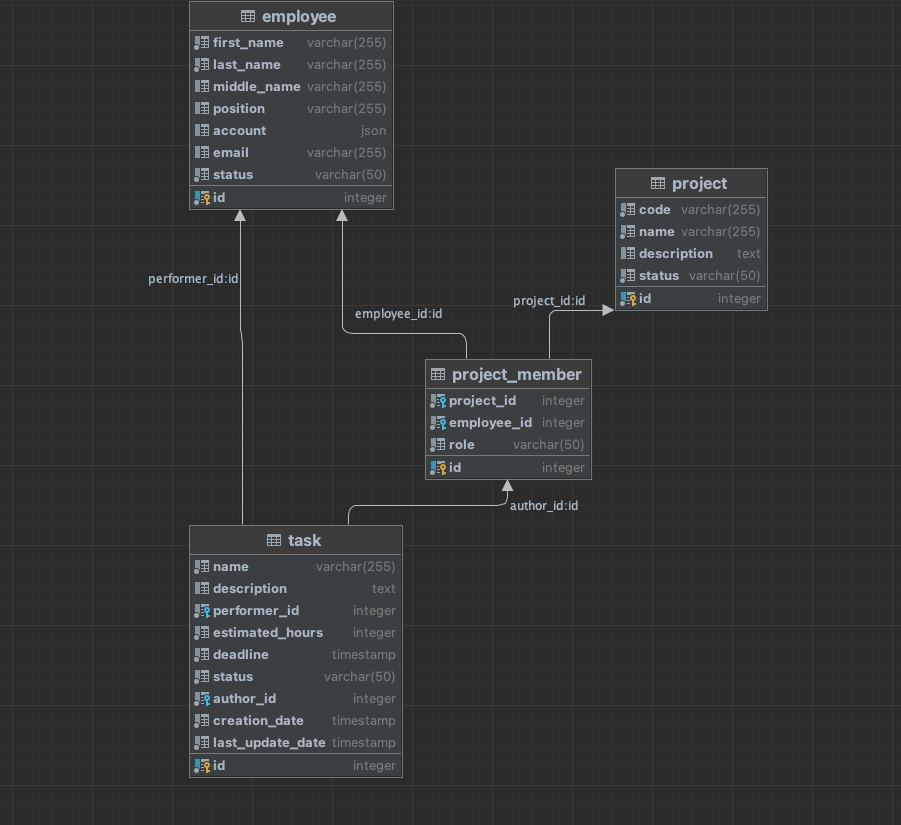 employee
first_name varchar(255)
last_name varchar(255)
middle_name varchar(255)
position varchar(255)
account json
email varchar(255)
status varchar(50)
id integer
project
code varchar(255)
name varchar(255)
description text
status varchar(50)
id integer
performer_id:id
employee_id:id
project_id:id
project_member
project_id integer
employee_id integer
role varchar(50)
id integer
author_id:id
task
name varchar(255)
description text
performer_id integer
estimated_hours integer
deadline timestamp
status varchar(50)
author_id integer
creation_date timestamp
last_update_date timestamp
id integer